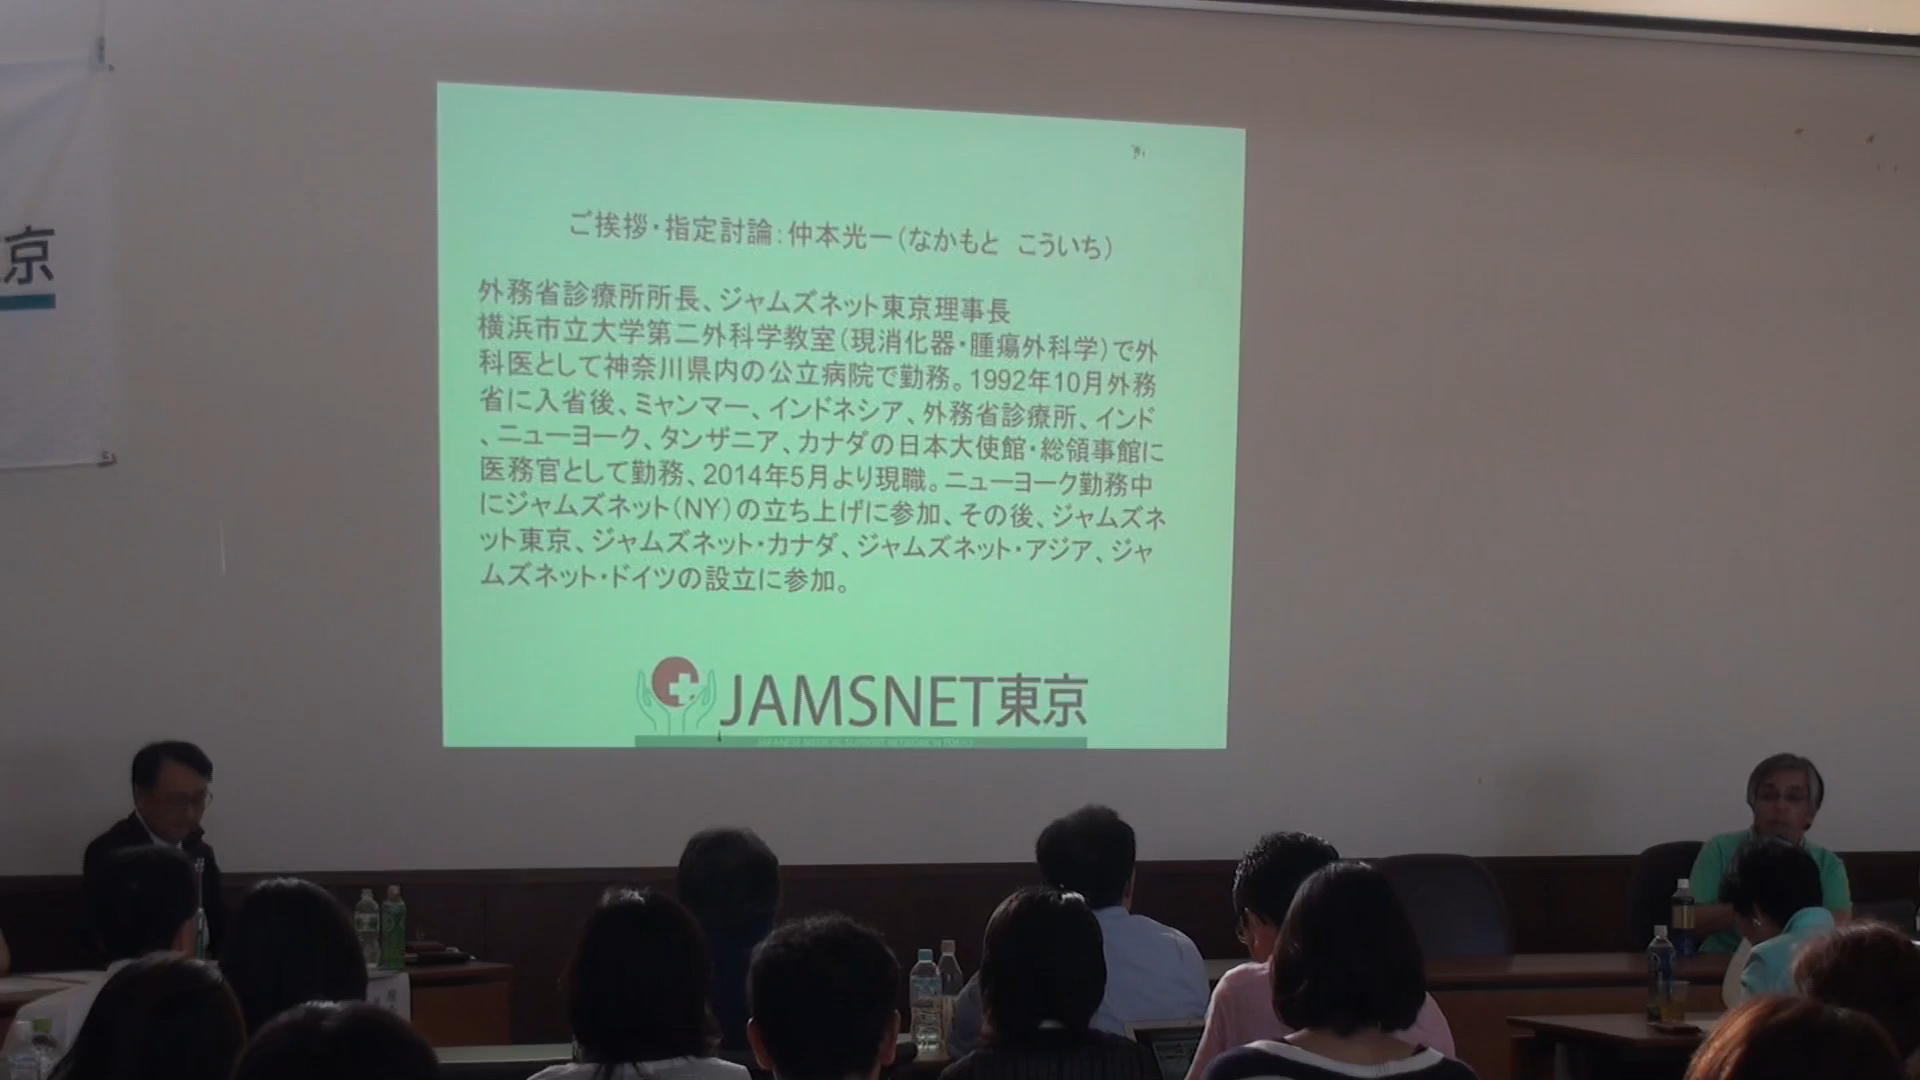 京
ご挨拶・指定討論：仲本光一（なかもと　こういち）
外務省診療所所長、ジャムズネット東京理事長
横浜市立大学第二外科学教室（現消化器・腫瘍外科学）で外
科医として神奈川県内の公立病院で勤務。1992年10月外務
省に入省後、ミャンマー、インドネシア、外務省診療所、インド
、ニューヨーク、タンザニア、カナダの日本大使館・総領事館に
医務官として勤務、2014年5月より現職。ニューヨーク勤務中
にジャムズネット（NY）の立ち上げに参加、その後、ジャムズネ
ット東京、ジャムズネット・カナダ、ジャムズネット・アジア、ジャ
ムズネット・ドイツの設立に参加。
JAMSNET東京